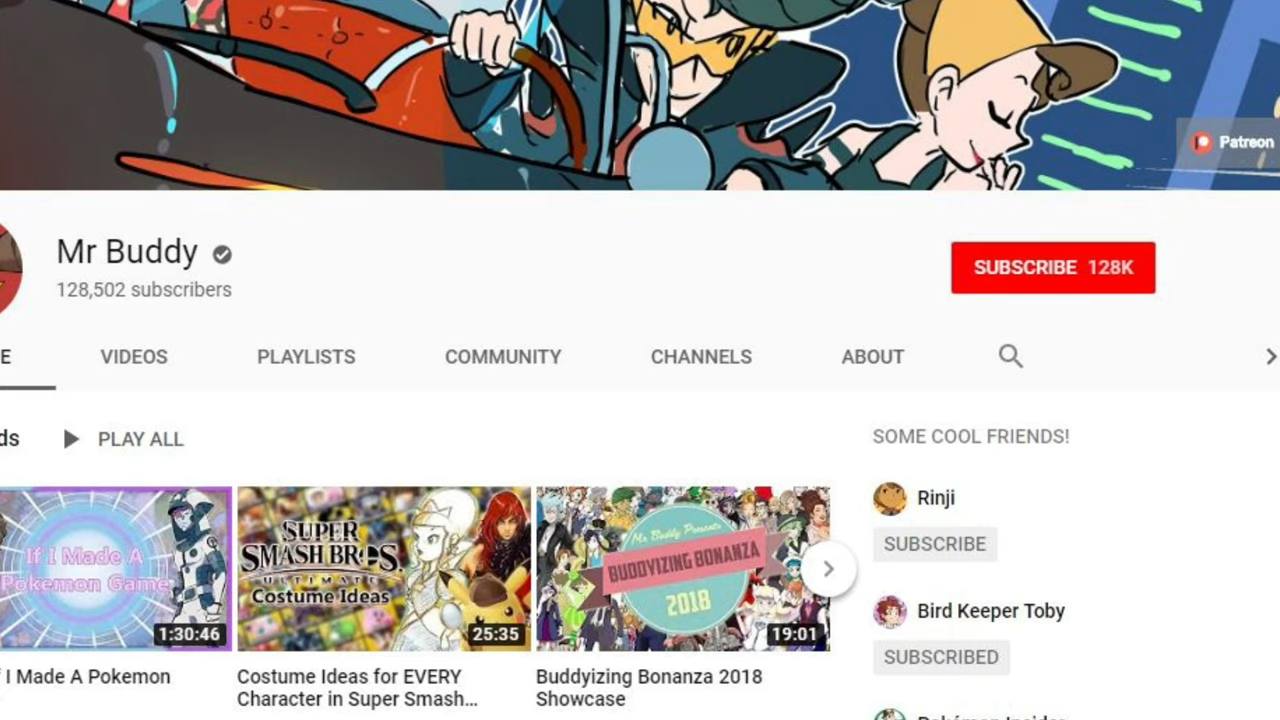 Patreon
Mr Buddy
128,502 subscribers
SUBSCRIBE 128K
E VIDEOS PLAYLISTS COMMUNITY CHANNELS ABOUT
ds PLAY ALL
SOME COOL FRIENDS!
If I Made A
Pokemon Game
1:30:46
SUPER
SMASH BROS.
ULTIMATE
Costume Ideas
25:35
Mr Buddy Presents
BUDDYIZING BONANZA
2018
19:01
f I Made A Pokemon
Costume Ideas for EVERY
Character in Super Smash...
Buddyizing Bonanza 2018
Showcase
Rinji
SUBSCRIBE
Bird Keeper Toby
SUBSCRIBED